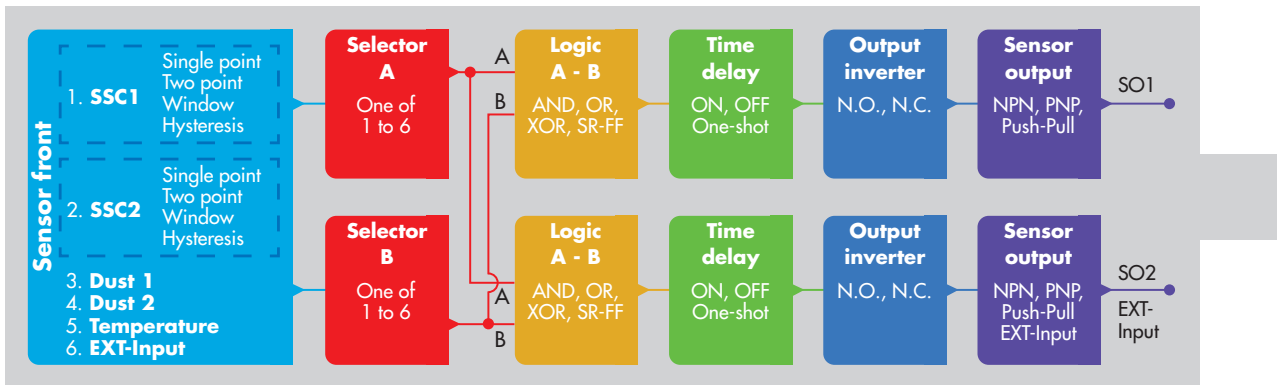 Sensor front
1. SSC1
Single point
Two point
Window
Hysteresis
2. SSC2
Single point
Two point
Window
Hysteresis
3. Dust 1
4. Dust 2
5. Temperature
6. EXT-Input
Selector
A
One of
1 to 6
A
B
Logic
A - B
AND, OR,
XOR, SR-FF
Time
delay
ON, OFF
One-shot
Output
inverter
N.O., N.C.
Sensor
output
NPN, PNP,
Push-Pull
SO1
Selector
B
One of
1 to 6
A
B
Logic
A - B
AND, OR,
XOR, SR-FF
Time
delay
ON, OFF
One-shot
Output
inverter
N.O., N.C.
Sensor
output
NPN, PNP,
Push-Pull
EXT-Input
SO2
EXT-
Input